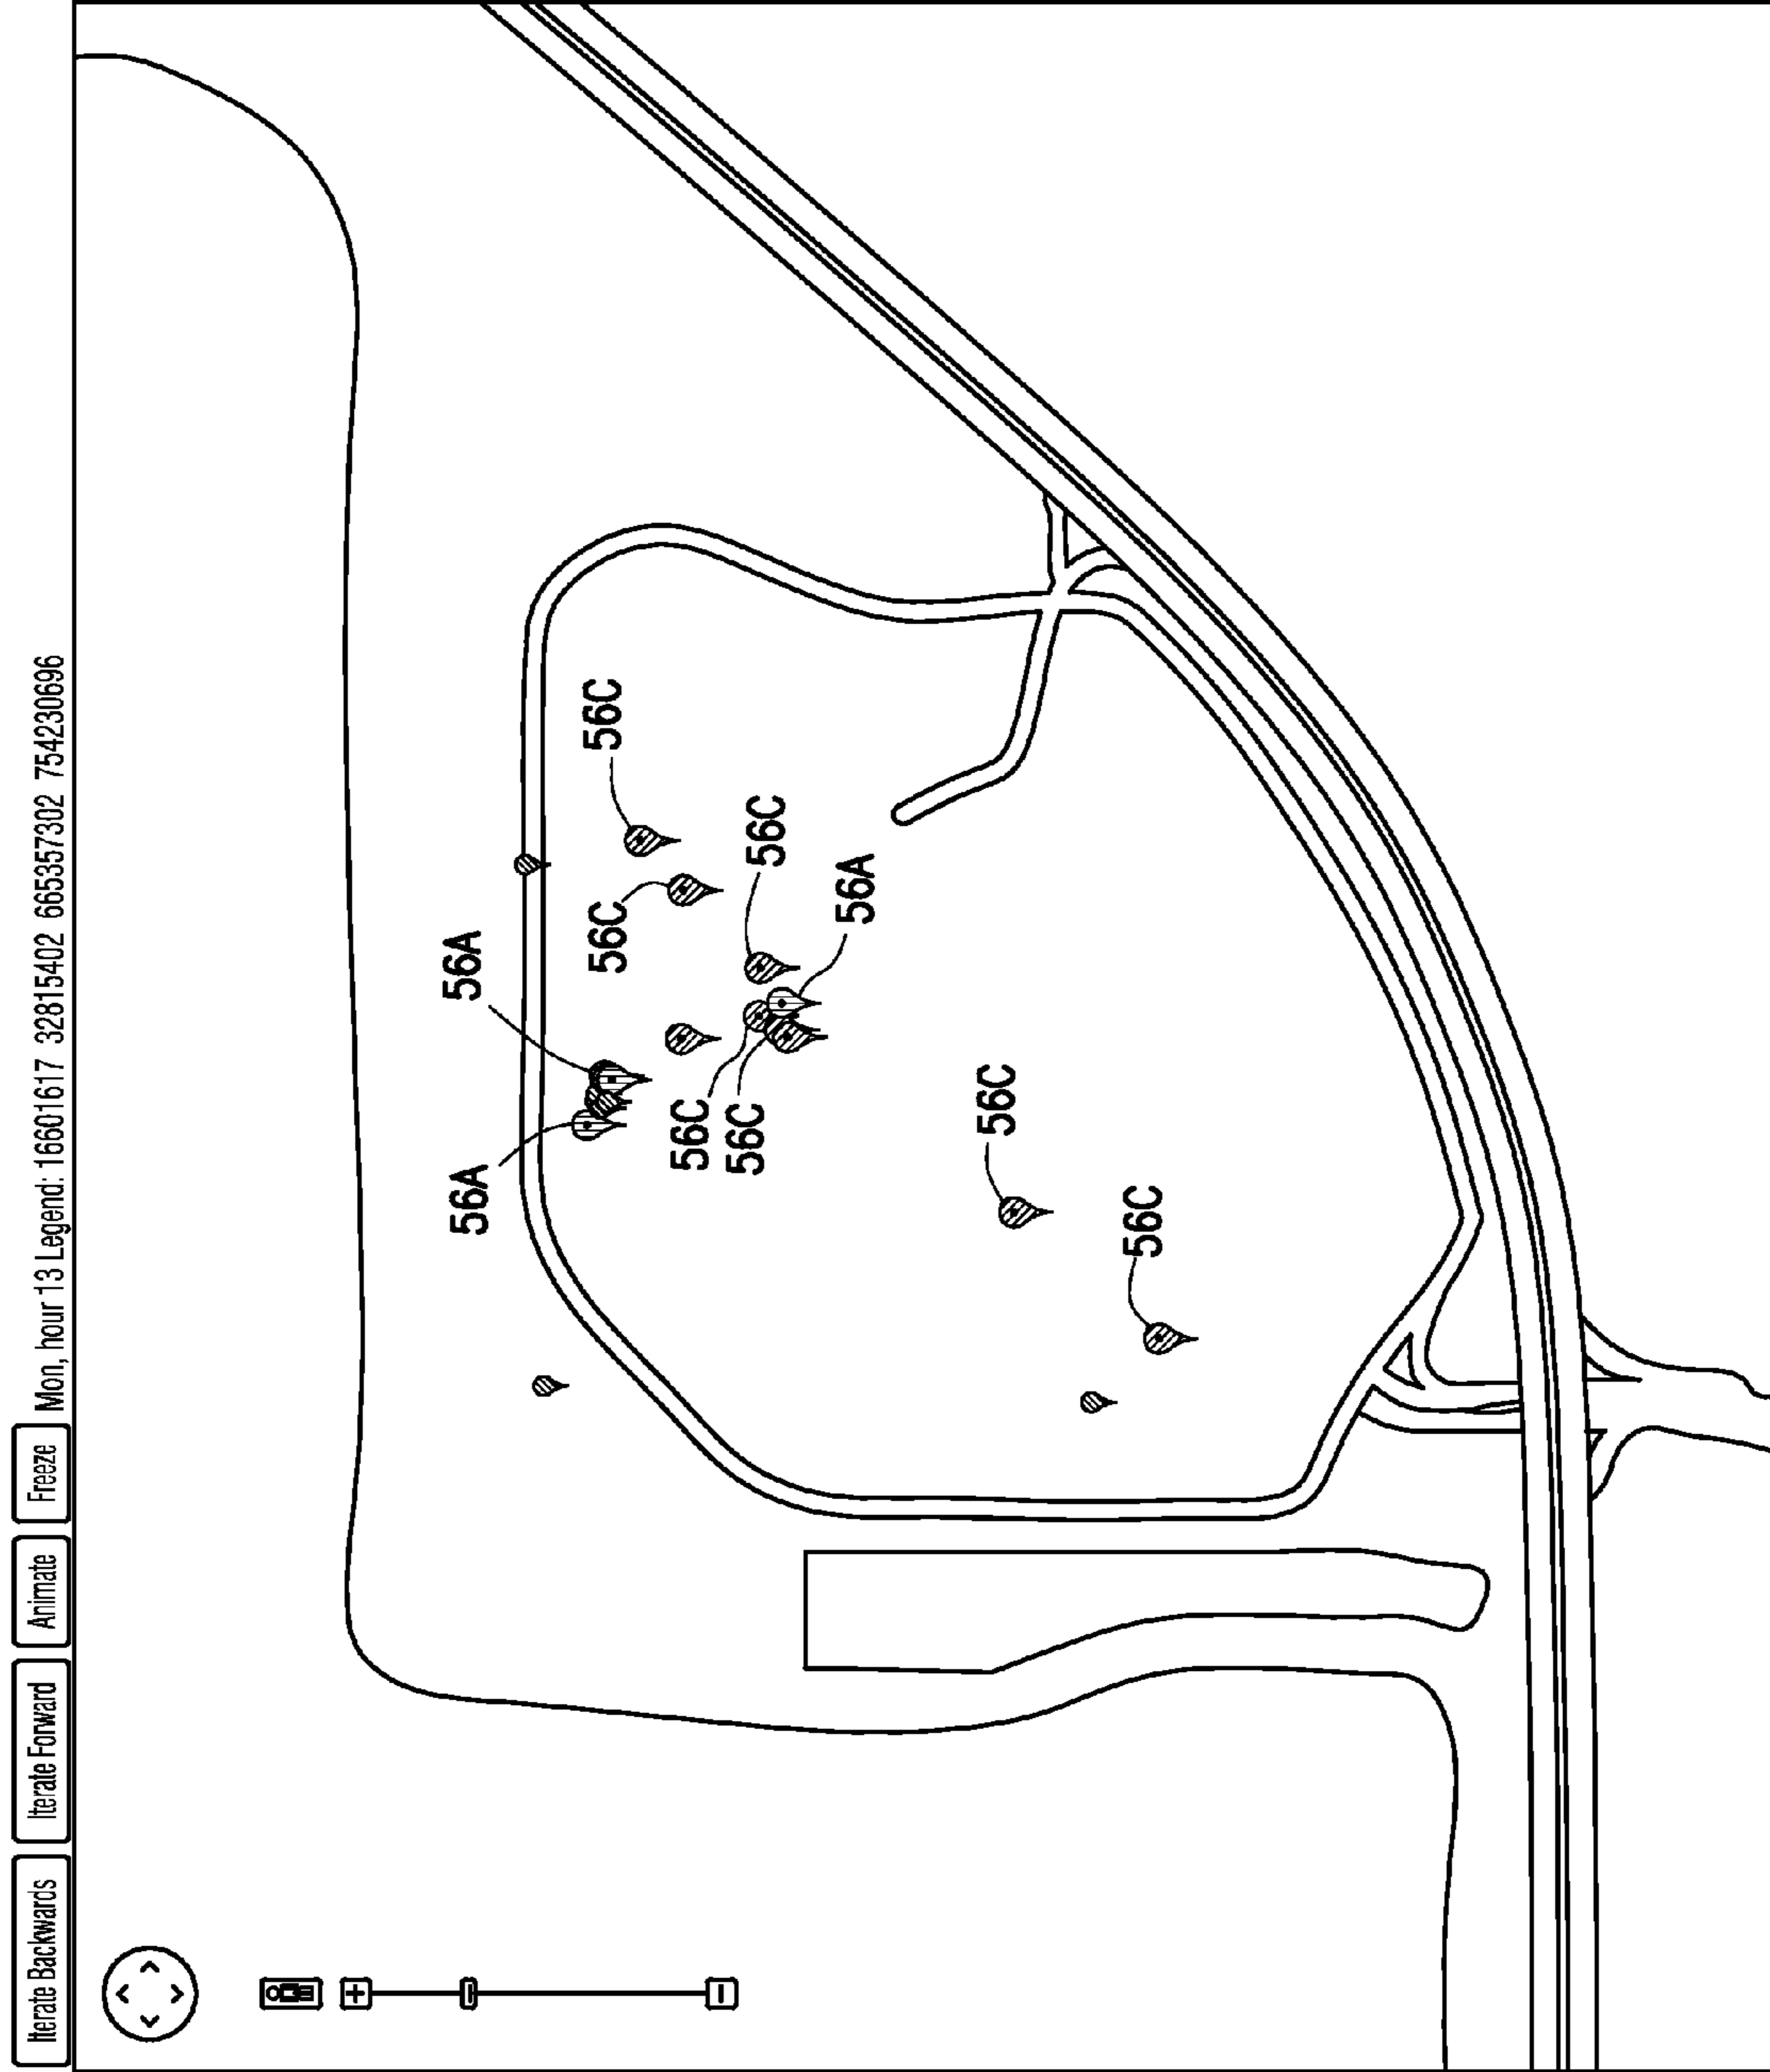 Iterate Backwards Iterate Forward Animate Freeze Mon, hour 13 Legend: 16601617 32815402 665357302 754230696
+
56A 56A
56C 56C
56C
-
56C 56C
56A
56C
56C